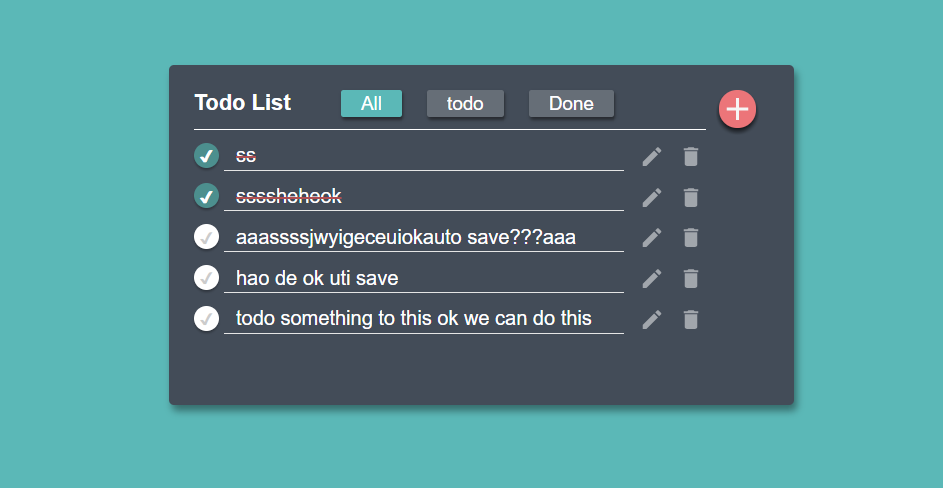 Todo List All todo Done
ss
sssshoheok
aaassssjwyigeceuiokauto save???aaa
hao de ok uti save
todo something to this ok we can do this